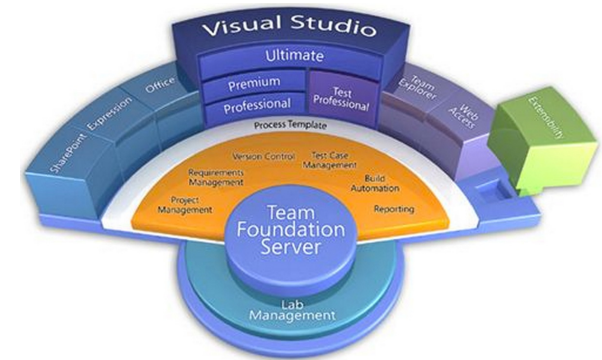 Visual Studio
Ultimate
Premium
Professional
Test
Professional
SharePoint
Expression
Office
Team
Explorer
Web
Access
Extensibility
Process Template
Version Control
Test Case
Management
Requirements
Management
Build
Automation
Project
Management
Reporting
Team
Foundation
Server
Lab
Management